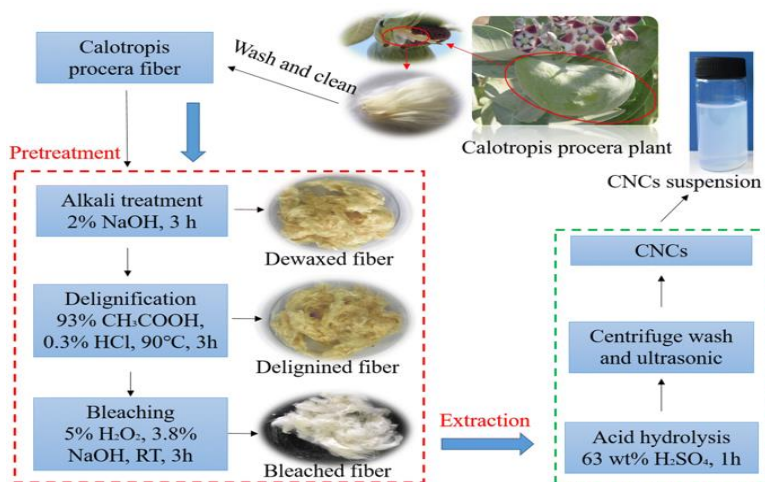 Calotropis
procera fiber
Wash and clean
Calotropis procera plant
CNCs suspension
Pretreatment
Alkali treatment
2% NaOH, 3 h
Dewaxed fiber
Delignification
93% CH₃COOH,
0.3% HCl, 90℃, 3h
Delignined fiber
Bleaching
5% H₂O₂, 3.8%
NaOH, RT, 3h
Bleached fiber
Extraction
CNCs
Centrifuge wash
and ultrasonic
Acid hydrolysis
63 wt% H₂SO₄, 1h